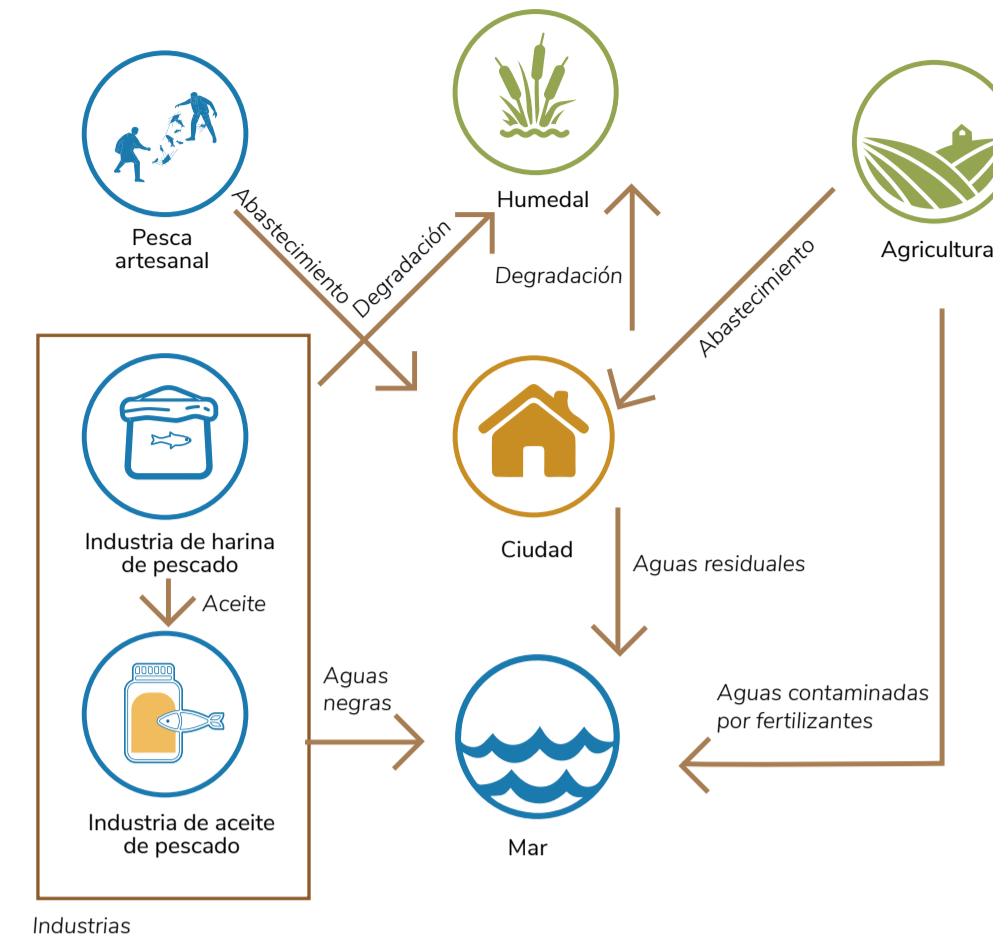 Humedal
Pesca
artesanal
Agricultura
Abastecimiento
Degradación
Degradación
Abastecimiento
Industria de harina
de pescado
Ciudad
Aceite
Aguas residuales
Aguas
negras
Aguas contaminadas
por fertilizantes
Industria de aceite
de pescado
Mar
Industrias